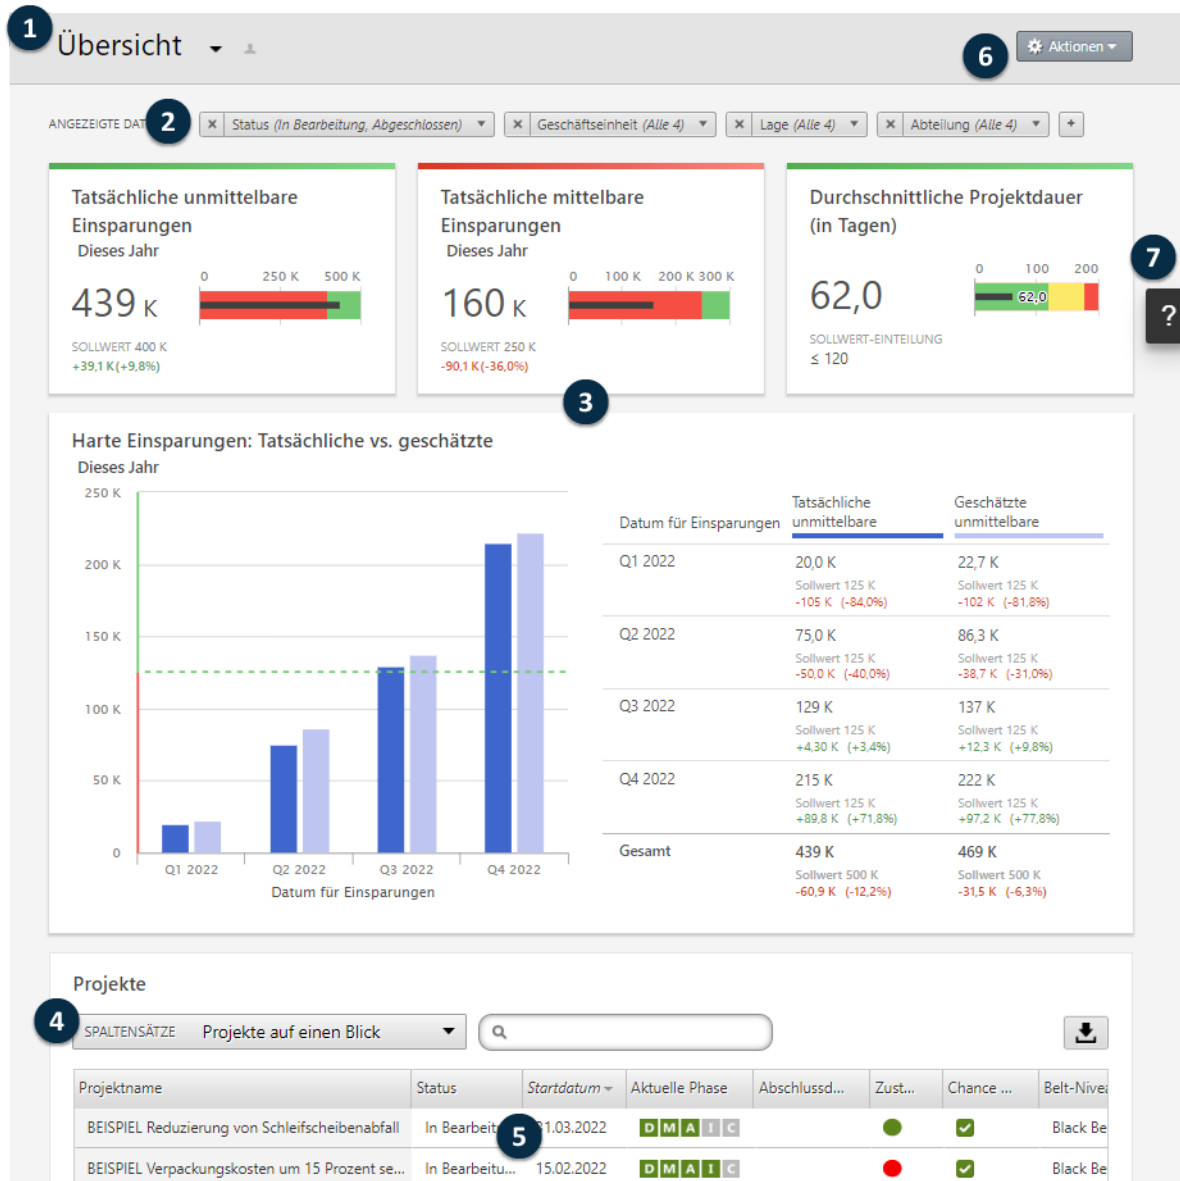 1
Übersicht
6
Aktionen
ANGEZEIGTE DAT
2
Status (In Bearbeitung, Abgeschlossen)
Geschäftseinheit (Alle 4)
Lage (Alle 4)
Abteilung (Alle 4)
+
Tatsächliche unmittelbare
Einsparungen
Dieses Jahr
0 250 K 500 K
439 K
SOLLWERT 400 K
+39,1 K(+9,8%)
Tatsächliche mittelbare
Einsparungen
Dieses Jahr
0 100 K 200 K 300 K
160 K
SOLLWERT 250 K
-90,1 K(-36,0%)
Durchschnittliche Projektdauer
(in Tagen)
0 100 200
62,0
62,0
SOLLWERT-EINTEILUNG
≤ 120
7
?
3
Harte Einsparungen: Tatsächliche vs. geschätzte
Dieses Jahr
250 K
200 K
150 K
100 K
50 K
0
Q1 2022 Q2 2022 Q3 2022 Q4 2022
Datum für Einsparungen
Datum für Einsparungen
Tatsächliche
unmittelbare
Geschätzte
unmittelbare
Q1 2022 20,0 K 22,7 K
Sollwert 125 K Sollwert 125 K
-105 K (-84,0%) -102 K (-81,8%)
Q2 2022 75,0 K 86,3 K
Sollwert 125 K Sollwert 125 K
-50,0 K (-40,0%) -38,7 K (-31,0%)
Q3 2022 129 K 137 K
Sollwert 125 K Sollwert 125 K
+4,30 K (+3,4%) +12,3 K (+9,8%)
Q4 2022 215 K 222 K
Sollwert 125 K Sollwert 125 K
+89,8 K (+71,8%) +97,2 K (+77,8%)
Gesamt 439 K 469 K
Sollwert 500 K Sollwert 500 K
-60,9 K (-12,2%) -31,5 K (-6,3%)
Projekte
4
SPALTENSÄTZE Projekte auf einen Blick
Projektname Status Startdatum Aktuelle Phase Abschlussd... Zust... Chance ... Belt-Nivea
BEISPIEL Reduzierung von Schleifscheibenabfall In Bearbeit 1.03.2022 D M A I C Black Be
5
BEISPIEL Verpackungskosten um 15 Prozent se... In Bearbeitu... 15.02.2022 D M A I C Black Be